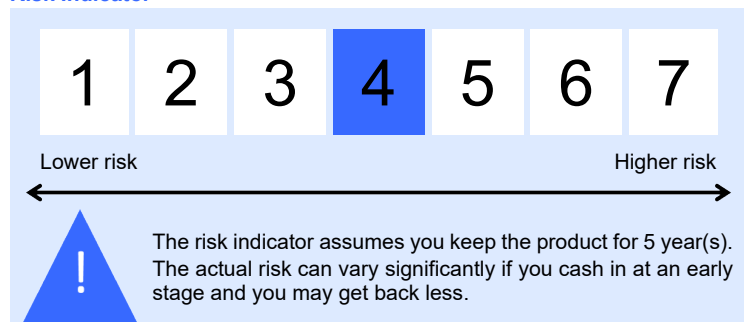 Risk Indicator
1 2 3 4 5 6 7
Lower risk Higher risk
! The risk indicator assumes you keep the product for 5 year(s).
The actual risk can vary significantly if you cash in at an early
stage and you may get back less.